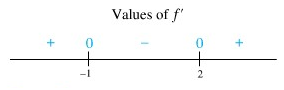 Values of f′
+ 0 − 0 +
−1 2